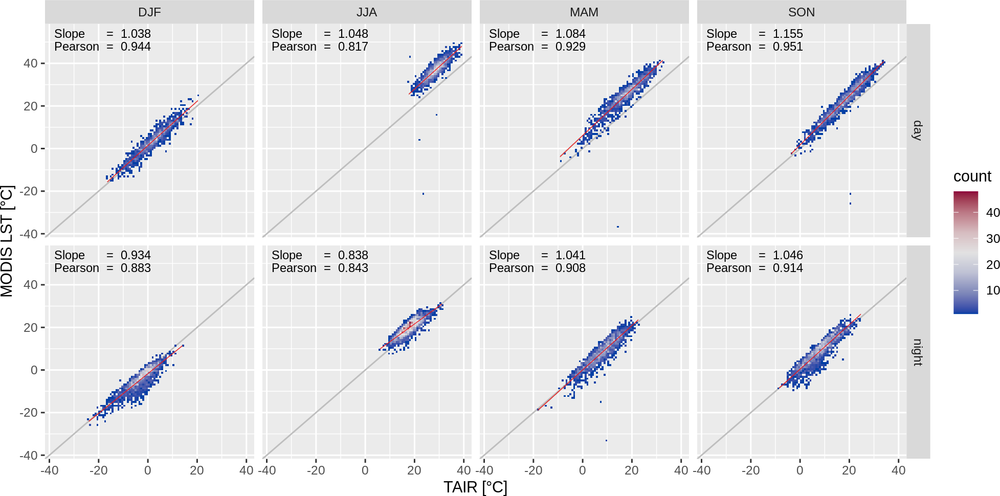 DJF JJA MAM SON
Slope = 1.038 Slope = 1.048 Slope = 1.084 Slope = 1.155
Pearson = 0.944 Pearson = 0.817 Pearson = 0.929 Pearson = 0.951
40
20
0
-20
-40
day
Slope = 0.934 Slope = 0.838 Slope = 1.041 Slope = 1.046
Pearson = 0.883 Pearson = 0.843 Pearson = 0.908 Pearson = 0.914
40
20
0
-20
-40
night
MODIS LST [°C]
-40 -20 0 20 40 -40 -20 0 20 40 -40 -20 0 20 40 -40 -20 0 20 40
TAIR [°C]
count
40
30
20
10